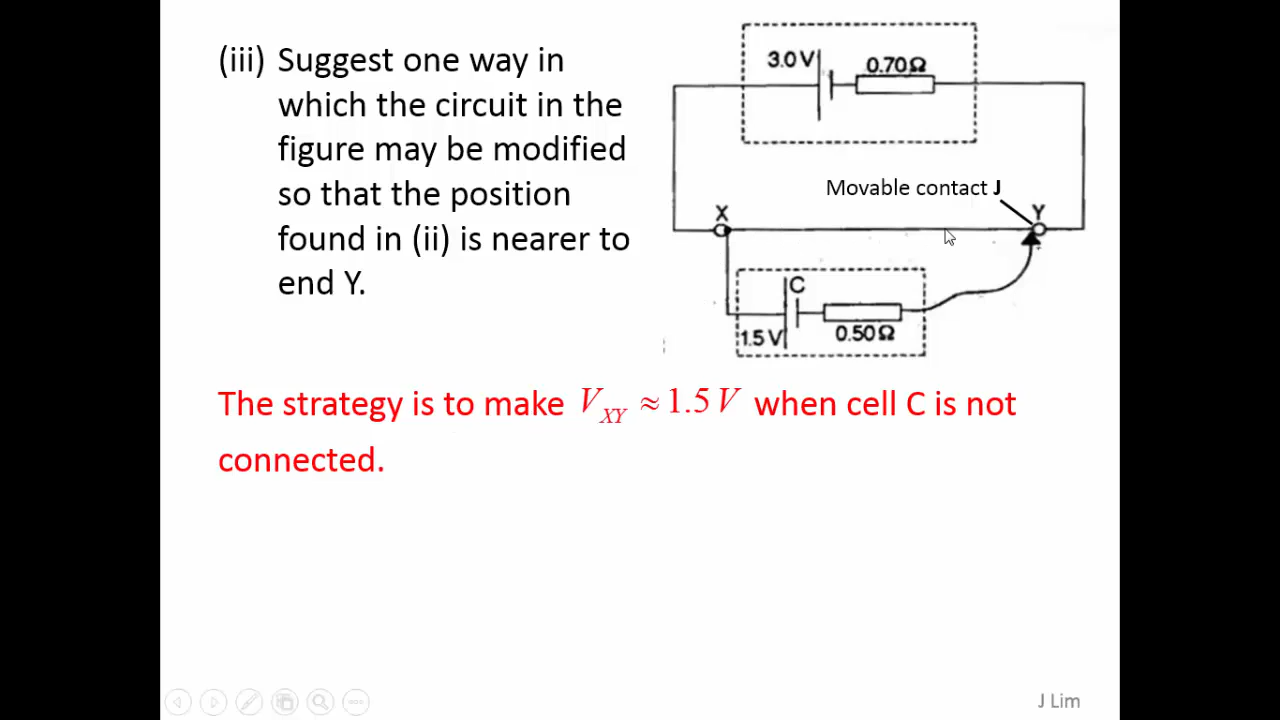 (iii) Suggest one way in
which the circuit in the
figure may be modified
so that the position
found in (ii) is nearer to
end Y.
3.0 V
0.70Ω
Movable contact J
X
Y
C
1.5 V
0.50Ω
The strategy is to make V_XY ≈ 1.5 V when cell C is not
connected.
J Lim